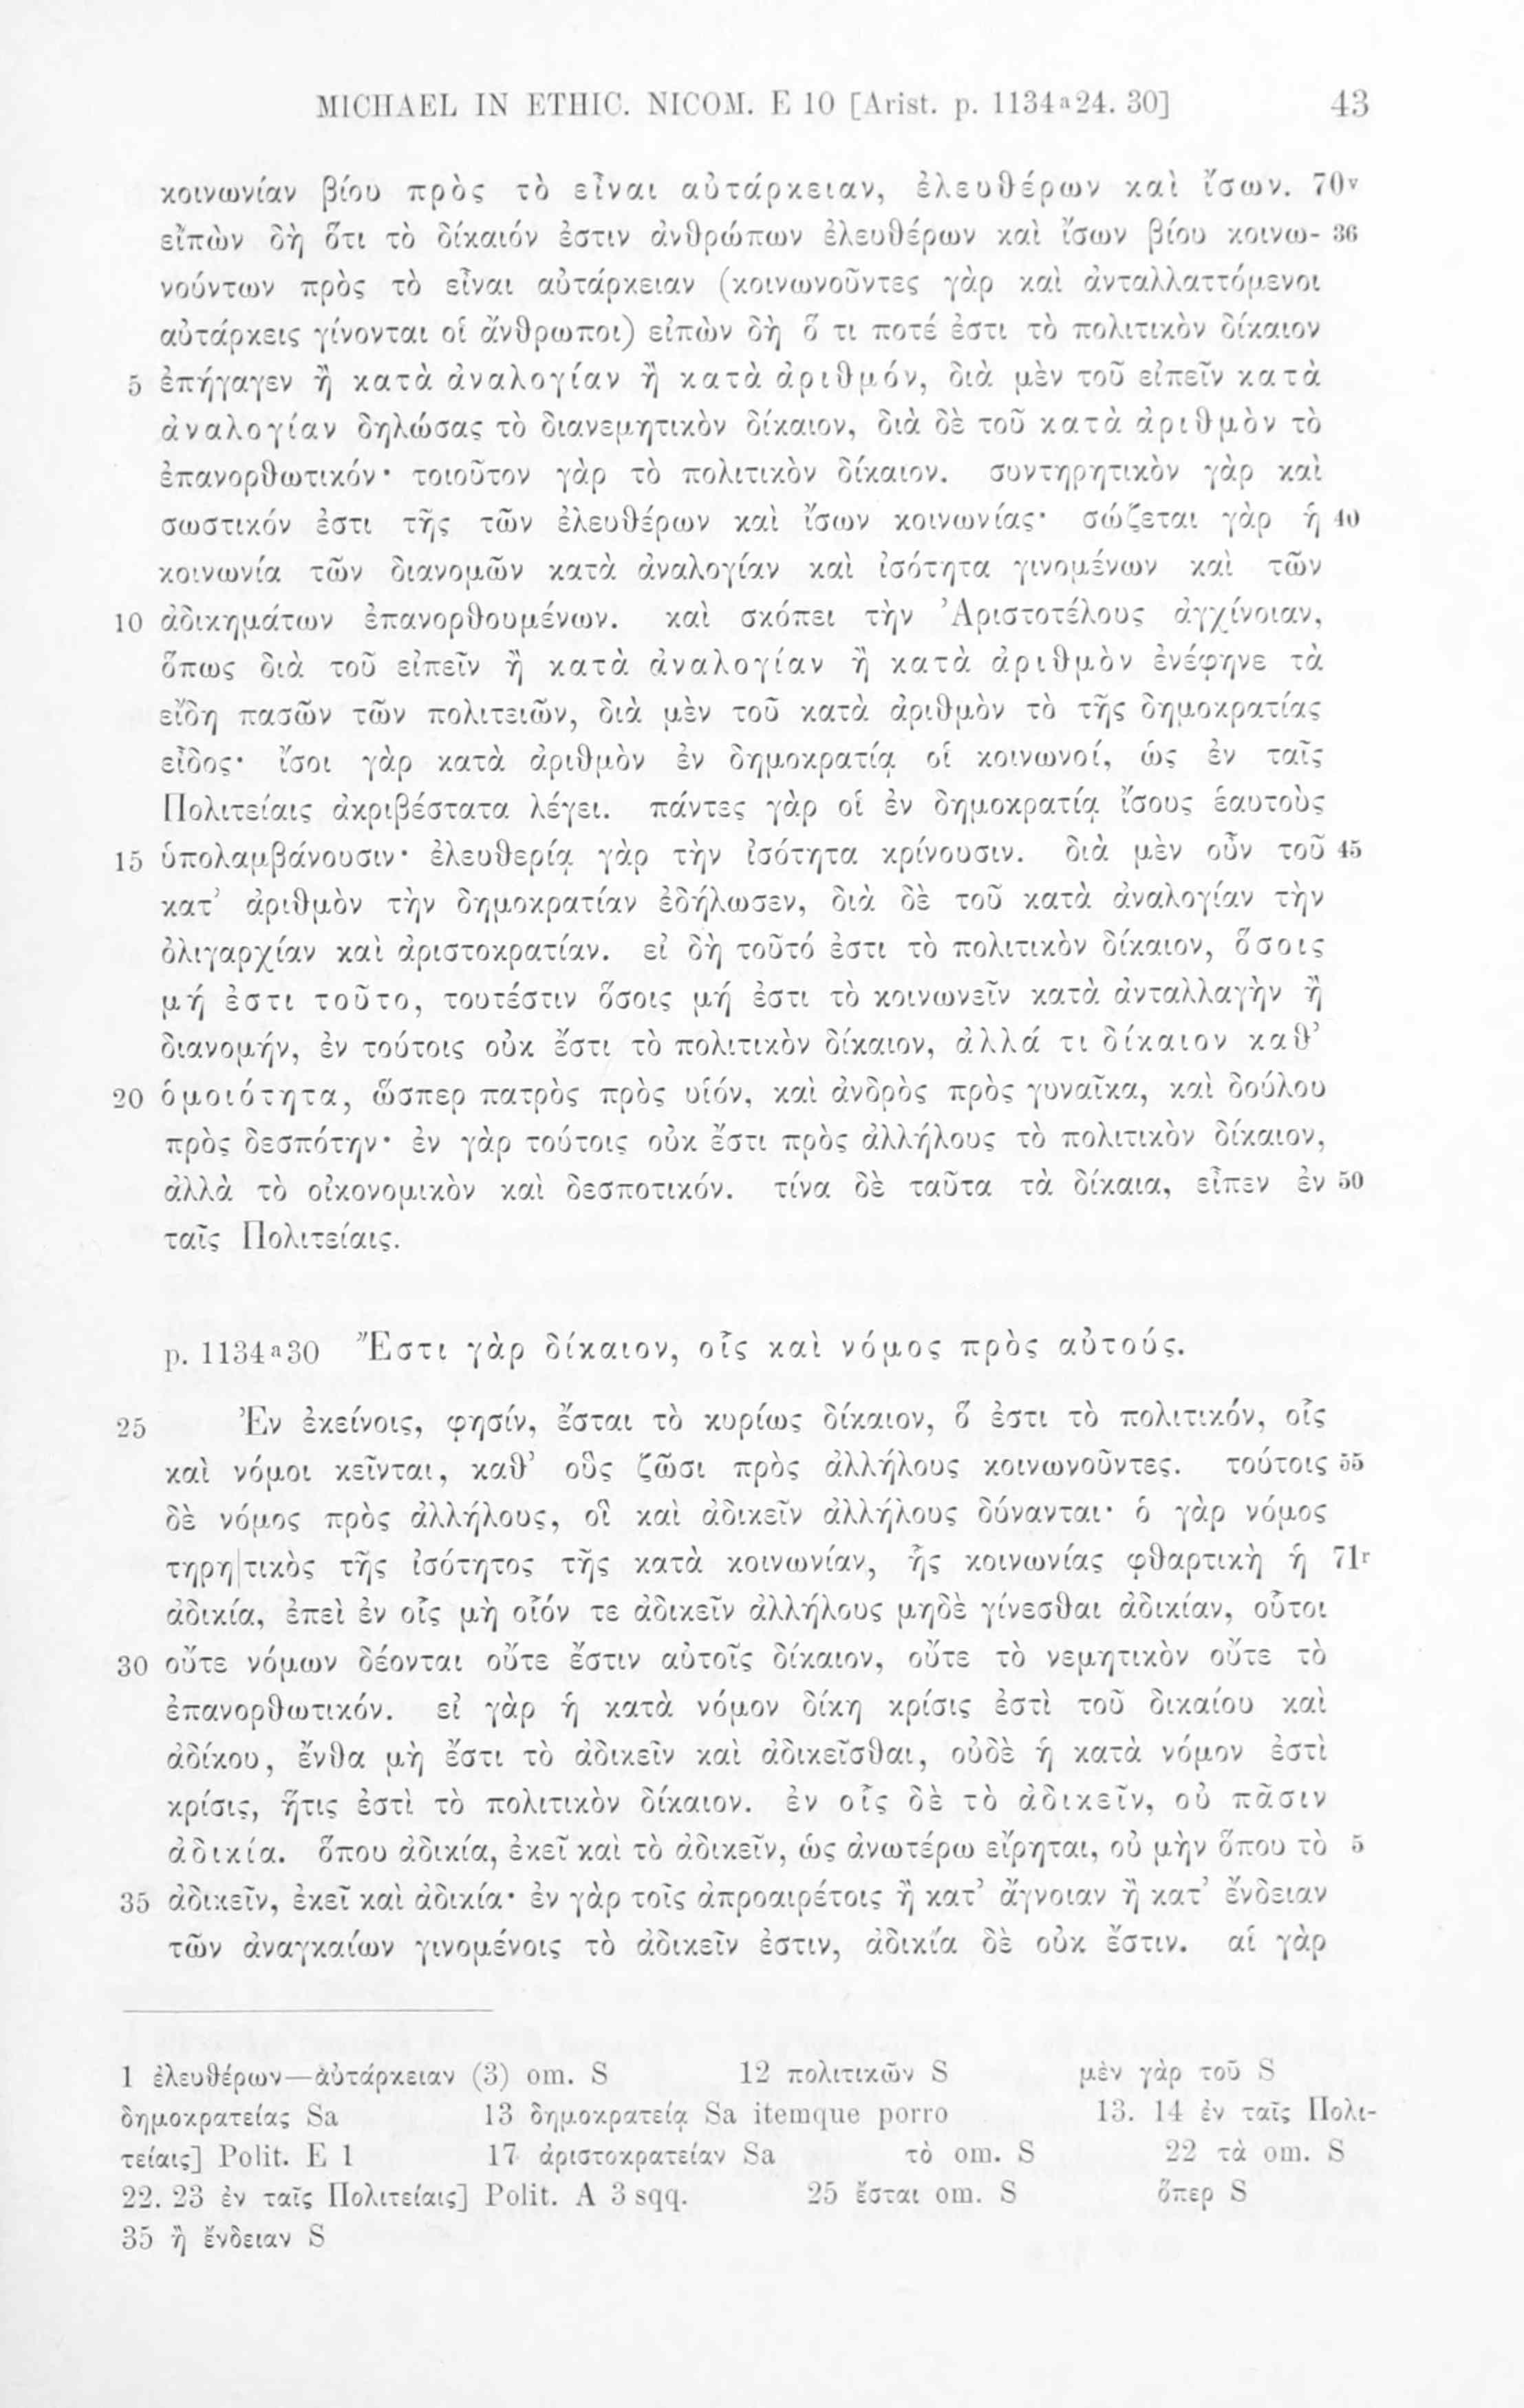 MICHAEL IN ETHIC. NICOM. E 10 [Arist. p. 1134a24. 30] 43
κοινωνίαν βίου πρὸς τὸ εἶναι αὐτάρκειαν, ἐλευθέρων καὶ ἴσων. 70v
εἰπὼν δὴ ὅτι τὸ δίκαιόν ἐστιν ἀνθρώπων ἐλευθέρων καὶ ἴσων βίου κοινω- 36
νούντων πρὸς τὸ εἶναι αὐτάρκειαν (κοινωνοῦντες γὰρ καὶ ἀνταλλαττόμενοι
αὐτάρκεις γίνονται οἱ ἄνθρωποι) εἰπὼν δὴ ὅ τι ποτέ ἐστι τὸ πολιτικὸν δίκαιον
5 ἐπήγαγεν ἢ κατὰ ἀναλογίαν ἢ κατὰ ἀριθμόν, διὰ μὲν τοῦ εἰπεῖν κατὰ
ἀναλογίαν δηλώσας τὸ διανεμητικὸν δίκαιον, διὰ δὲ τοῦ κατὰ ἀριθμὸν τὸ
ἐπανορθωτικόν· τοιοῦτον γὰρ τὸ πολιτικὸν δίκαιον. συντηρητικὸν γὰρ καὶ
σωστικόν ἐστι τῆς τῶν ἐλευθέρων καὶ ἴσων κοινωνίας· σώζεται γὰρ ἡ 40
κοινωνία τῶν διανομῶν κατὰ ἀναλογίαν καὶ ἰσότητα γινομένων καὶ τῶν
10 ἀδικημάτων ἐπανορθουμένων. καὶ σκόπει τὴν Ἀριστοτέλους ἀγχίνοιαν,
ὅπως διὰ τοῦ εἰπεῖν ἢ κατὰ ἀναλογίαν ἢ κατὰ ἀριθμὸν ἐνέφηνε τὰ
εἴδη πασῶν τῶν πολιτειῶν, διὰ μὲν τοῦ κατὰ ἀριθμὸν τὸ τῆς δημοκρατίας
εἶδος· ἴσοι γὰρ κατὰ ἀριθμὸν ἐν δημοκρατίᾳ οἱ κοινωνοί, ὡς ἐν ταῖς
Πολιτείαις ἀκριβέστατα λέγει. πάντες γὰρ οἱ ἐν δημοκρατίᾳ ἴσους ἑαυτοὺς
15 ὑπολαμβάνουσιν· ἐλευθερίᾳ γὰρ τὴν ἰσότητα κρίνουσιν. διὰ μὲν οὖν τοῦ 45
κατ’ ἀριθμὸν τὴν δημοκρατίαν ἐδήλωσεν, διὰ δὲ τοῦ κατὰ ἀναλογίαν τὴν
ὀλιγαρχίαν καὶ ἀριστοκρατίαν. εἰ δὴ τοῦτό ἐστι τὸ πολιτικὸν δίκαιον, ὅσοις
μή ἐστι τοῦτο, τουτέστιν ὅσοις μή ἐστι τὸ κοινωνεῖν κατὰ ἀνταλλαγὴν ἢ
διανομήν, ἐν τούτοις οὐκ ἔστι τὸ πολιτικὸν δίκαιον, ἀλλά τι δίκαιον καθ’
20 ὁμοιότητα, ὥσπερ πατρὸς πρὸς υἱόν, καὶ ἀνδρὸς πρὸς γυναῖκα, καὶ δούλου
πρὸς δεσπότην· ἐν γὰρ τούτοις οὐκ ἔστι πρὸς ἀλλήλους τὸ πολιτικὸν δίκαιον,
ἀλλὰ τὸ οἰκονομικὸν καὶ δεσποτικόν. τίνα δὲ ταῦτα τὰ δίκαια, εἶπεν ἐν 50
ταῖς Πολιτείαις.
p. 1134a30 Ἔστι γὰρ δίκαιον, οἷς καὶ νόμος πρὸς αὐτούς.
25 Ἐν ἐκείνοις, φησίν, ἔσται τὸ κυρίως δίκαιον, ὅ ἐστι τὸ πολιτικόν, οἷς
καὶ νόμοι κεῖνται, καθ’ οὓς ζῶσι πρὸς ἀλλήλους κοινωνοῦντες. τούτοις 55
δὲ νόμος πρὸς ἀλλήλους, οἳ καὶ ἀδικεῖν ἀλλήλους δύνανται· ὁ γὰρ νόμος
τηρη|τικὸς τῆς ἰσότητος τῆς κατὰ κοινωνίαν, ἧς κοινωνίας φθαρτικὴ ἡ 71r
ἀδικία, ἐπεὶ ἐν οἷς μὴ οἷόν τε ἀδικεῖν ἀλλήλους μηδὲ γίνεσθαι ἀδικίαν, οὗτοι
30 οὔτε νόμων δέονται οὔτε ἔστιν αὐτοῖς δίκαιον, οὔτε τὸ νεμητικὸν οὔτε τὸ
ἐπανορθωτικόν. εἰ γὰρ ἡ κατὰ νόμον δίκη κρίσις ἐστὶ τοῦ δικαίου καὶ
ἀδίκου, ἔνθα μὴ ἔστι τὸ ἀδικεῖν καὶ ἀδικεῖσθαι, οὐδὲ ἡ κατὰ νόμον ἐστὶ
κρίσις, ἥτις ἐστὶ τὸ πολιτικὸν δίκαιον. ἐν οἷς δὲ τὸ ἀδικεῖν, οὐ πᾶσιν
ἀδικία. ὅπου ἀδικία, ἐκεῖ καὶ τὸ ἀδικεῖν, ὡς ἀνωτέρω εἴρηται, οὐ μὴν ὅπου τὸ 5
35 ἀδικεῖν, ἐκεῖ καὶ ἀδικία· ἐν γὰρ τοῖς ἀπροαιρέτοις ἢ κατ’ ἄγνοιαν ἢ κατ’ ἔνδειαν
τῶν ἀναγκαίων γινομένοις τὸ ἀδικεῖν ἐστιν, ἀδικία δὲ οὐκ ἔστιν. αἱ γὰρ
1 ἐλευθέρων—αὐτάρκειαν (3) om. S 12 πολιτικῶν S μὲν γὰρ τοῦ S
δημοκρατείας Sa 13 δημοκρατείᾳ Sa itemque porro 13. 14 ἐν ταῖς Πολι-
τείαις] Polit. E 1 17 ἀριστοκρατείαν Sa τὸ om. S 22 τὰ om. S
22. 23 ἐν ταῖς Πολιτείαις] Polit. A 3 sqq. 25 ἔσται om. S ὅπερ S
35 ἢ ἔνδειαν S